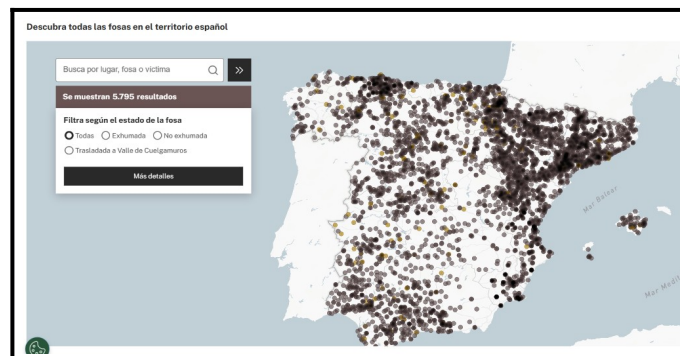 Descubra todas las fosas en el territorio español
Busca por lugar, fosa o víctima
Se muestran 5.795 resultados
Filtra según el estado de la fosa
Todas Exhumada No exhumada
Trasladada a Valle de Cuelgamuros
Más detalles
Mar Balear